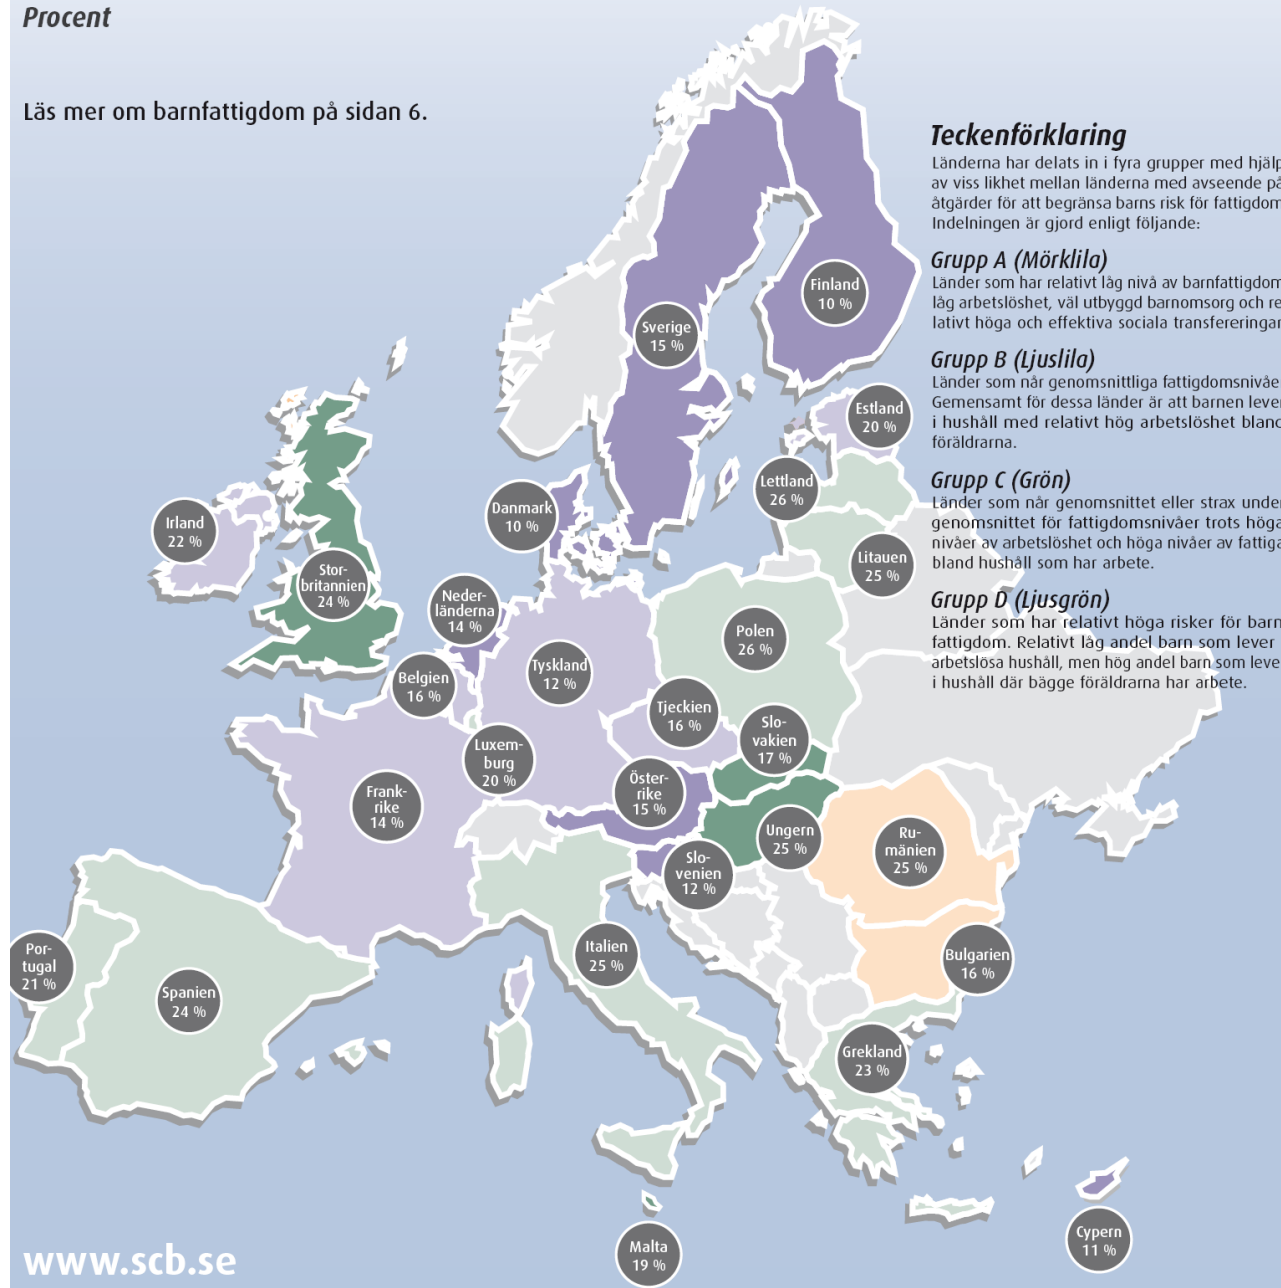 Procent
Läs mer om barnfattigdom på sidan 6.
Teckenförklaring
Länderna har delats in i fyra grupper med hjälp
av viss likhet mellan länderna med avseende på
åtgärder för att begränsa barns risk för fattigdom
Indelningen är gjord enligt följande:
Grupp A (Mörklila)
Länder som har relativt låg nivå av barnfattigdom
låg arbetslöshet, väl utbyggd barnomsorg och re
lativt höga och effektiva sociala transfereringar
Grupp B (Ljuslila)
Länder som når genomsnittliga fattigdomsnivåe
Gemensamt för dessa länder är att barnen lever
i hushåll med relativt hög arbetslöshet bland
föräldrarna.
Grupp C (Grön)
Länder som når genomsnittet eller strax under
genomsnittet för fattigdomsnivåer trots höga
nivåer av arbetslöshet och höga nivåer av fattiga
bland hushåll som har arbete.
Grupp D (Ljusgrön)
Länder som har relativt höga risker för barn
fattigdom. Relativt låg andel barn som lever
arbetslösa hushåll, men hög andel barn som leve
i hushåll där bägge föräldrarna har arbete.
Finland
10 %
Sverige
15 %
Estland
20 %
Lettland
26 %
Danmark
10 %
Irland
22 %
Litauen
25 %
Stor-
britannien
24 %
Neder-
länderna
14 %
Polen
26 %
Tyskland
12 %
Belgien
16 %
Tjeckien
16 %
Slo-
vakien
17 %
Luxem-
burg
20 %
Öster-
rike
15 %
Frank-
rike
14 %
Ungern
25 %
Ru-
mänien
25 %
Slo-
venien
12 %
Italien
25 %
Bulgarien
16 %
Por-
tugal
21 %
Spanien
24 %
Grekland
23 %
Cypern
11 %
Malta
19 %
www.scb.se